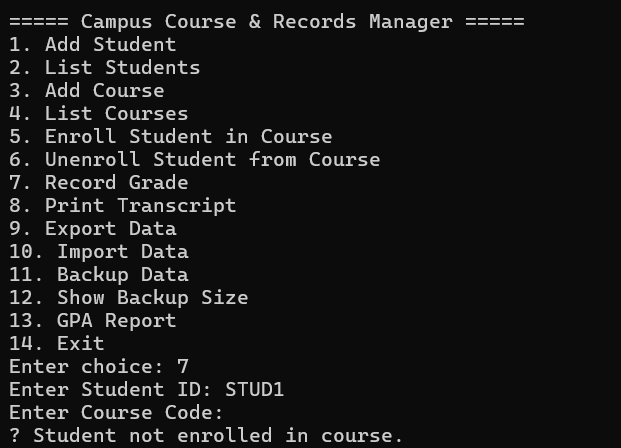 ===== Campus Course & Records Manager =====
1. Add Student
2. List Students
3. Add Course
4. List Courses
5. Enroll Student in Course
6. Unenroll Student from Course
7. Record Grade
8. Print Transcript
9. Export Data
10. Import Data
11. Backup Data
12. Show Backup Size
13. GPA Report
14. Exit
Enter choice: 7
Enter Student ID: STUD1
Enter Course Code:
? Student not enrolled in course.